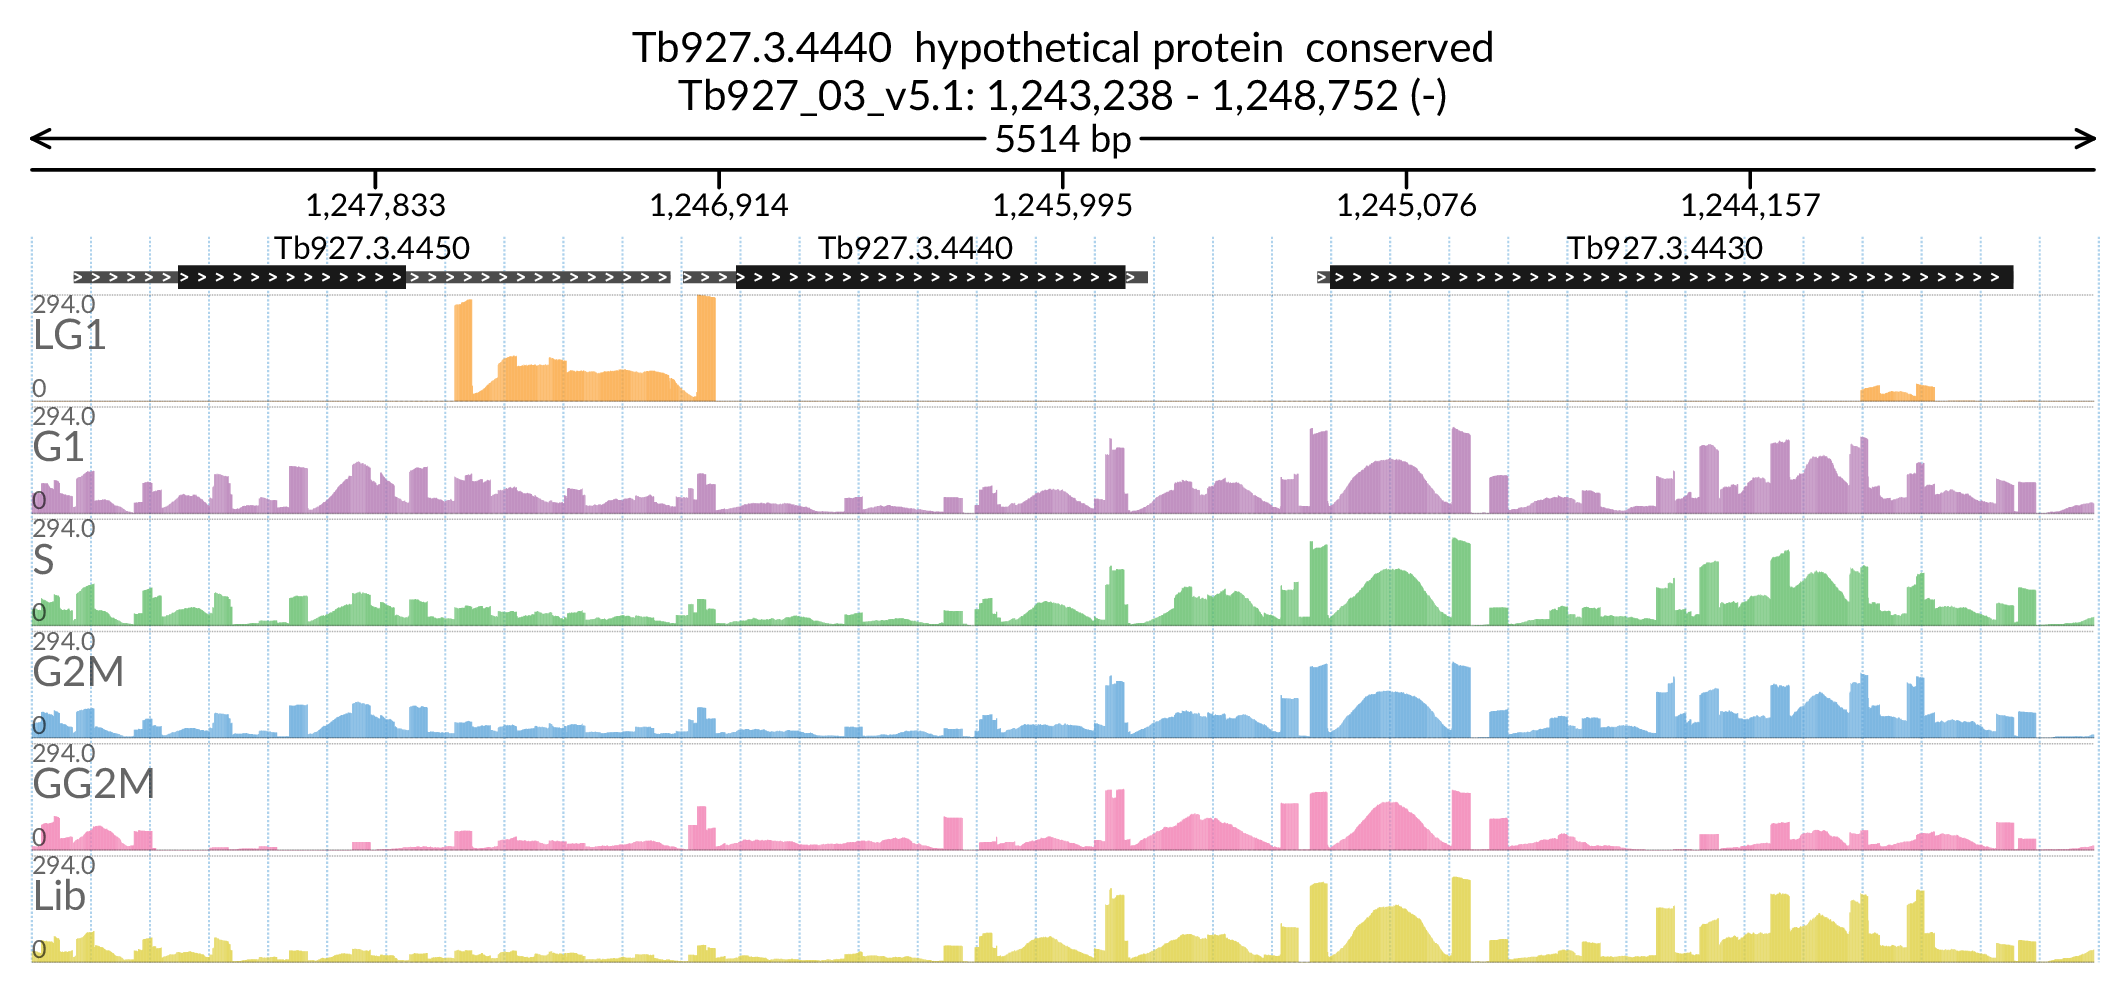 Tb927.3.4440 hypothetical protein conserved
Tb927_03_v5.1: 1,243,238 - 1,248,752 (-)
5514 bp
1,247,833 1,246,914 1,245,995 1,245,076 1,244,157
Tb927.3.4450 Tb927.3.4440 Tb927.3.4430
294.0
LG1
0
294.0
G1
0
294.0
S
0
294.0
G2M
0
294.0
GG2M
0
294.0
Lib
0